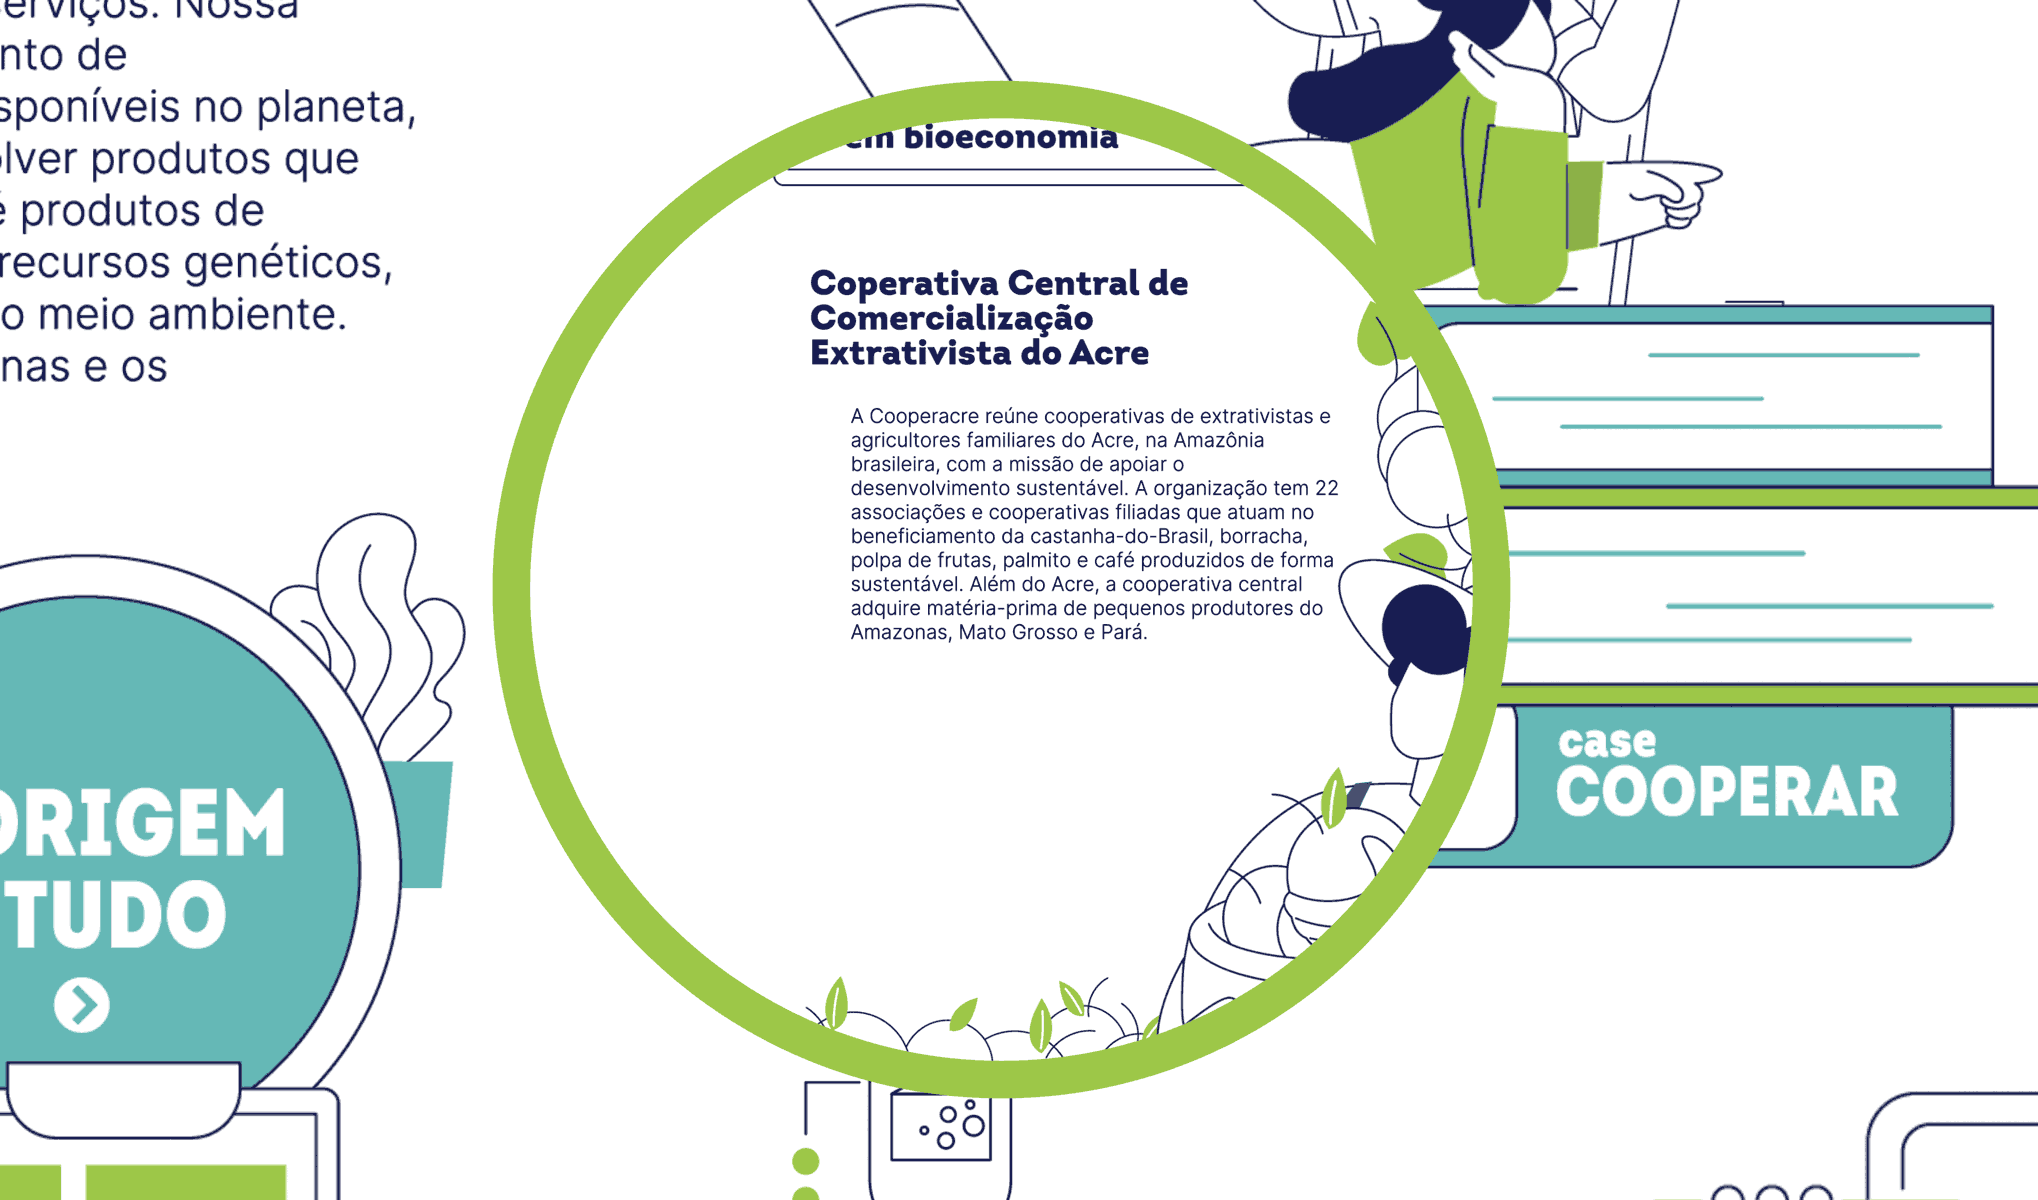 serviços. Nossa
nto de
sponíveis no planeta,
lver produtos que
é produtos de
recursos genéticos,
o meio ambiente.
nas e os
em bioeconomia
Coperativa Central de
Comercialização
Extrativista do Acre
A Cooperacre reúne cooperativas de extrativistas e
agricultores familiares do Acre, na Amazônia
brasileira, com a missão de apoiar o
desenvolvimento sustentável. A organização tem 22
associações e cooperativas filiadas que atuam no
beneficiamento da castanha-do-Brasil, borracha,
polpa de frutas, palmito e café produzidos de forma
sustentável. Além do Acre, a cooperativa central
adquire matéria-prima de pequenos produtores do
Amazonas, Mato Grosso e Pará.
case
COOPERAR
ORIGEM
TUDO